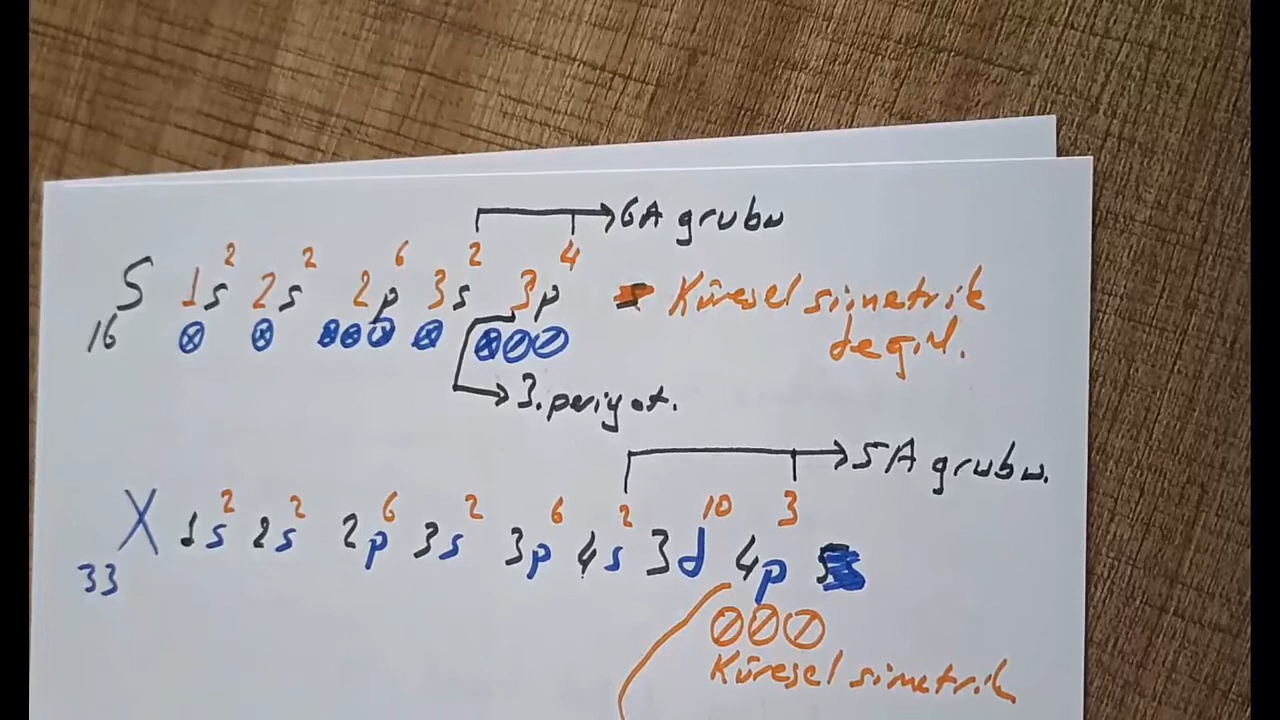 6A grubu
16S 1s² 2s² 2p⁶ 3s² 3p⁴ Küresel simetrik
değil.
3. periyot.
5A grubu.
33X 1s² 2s² 2p⁶ 3s² 3p⁶ 4s² 3d¹⁰ 4p³
Küresel simetrik